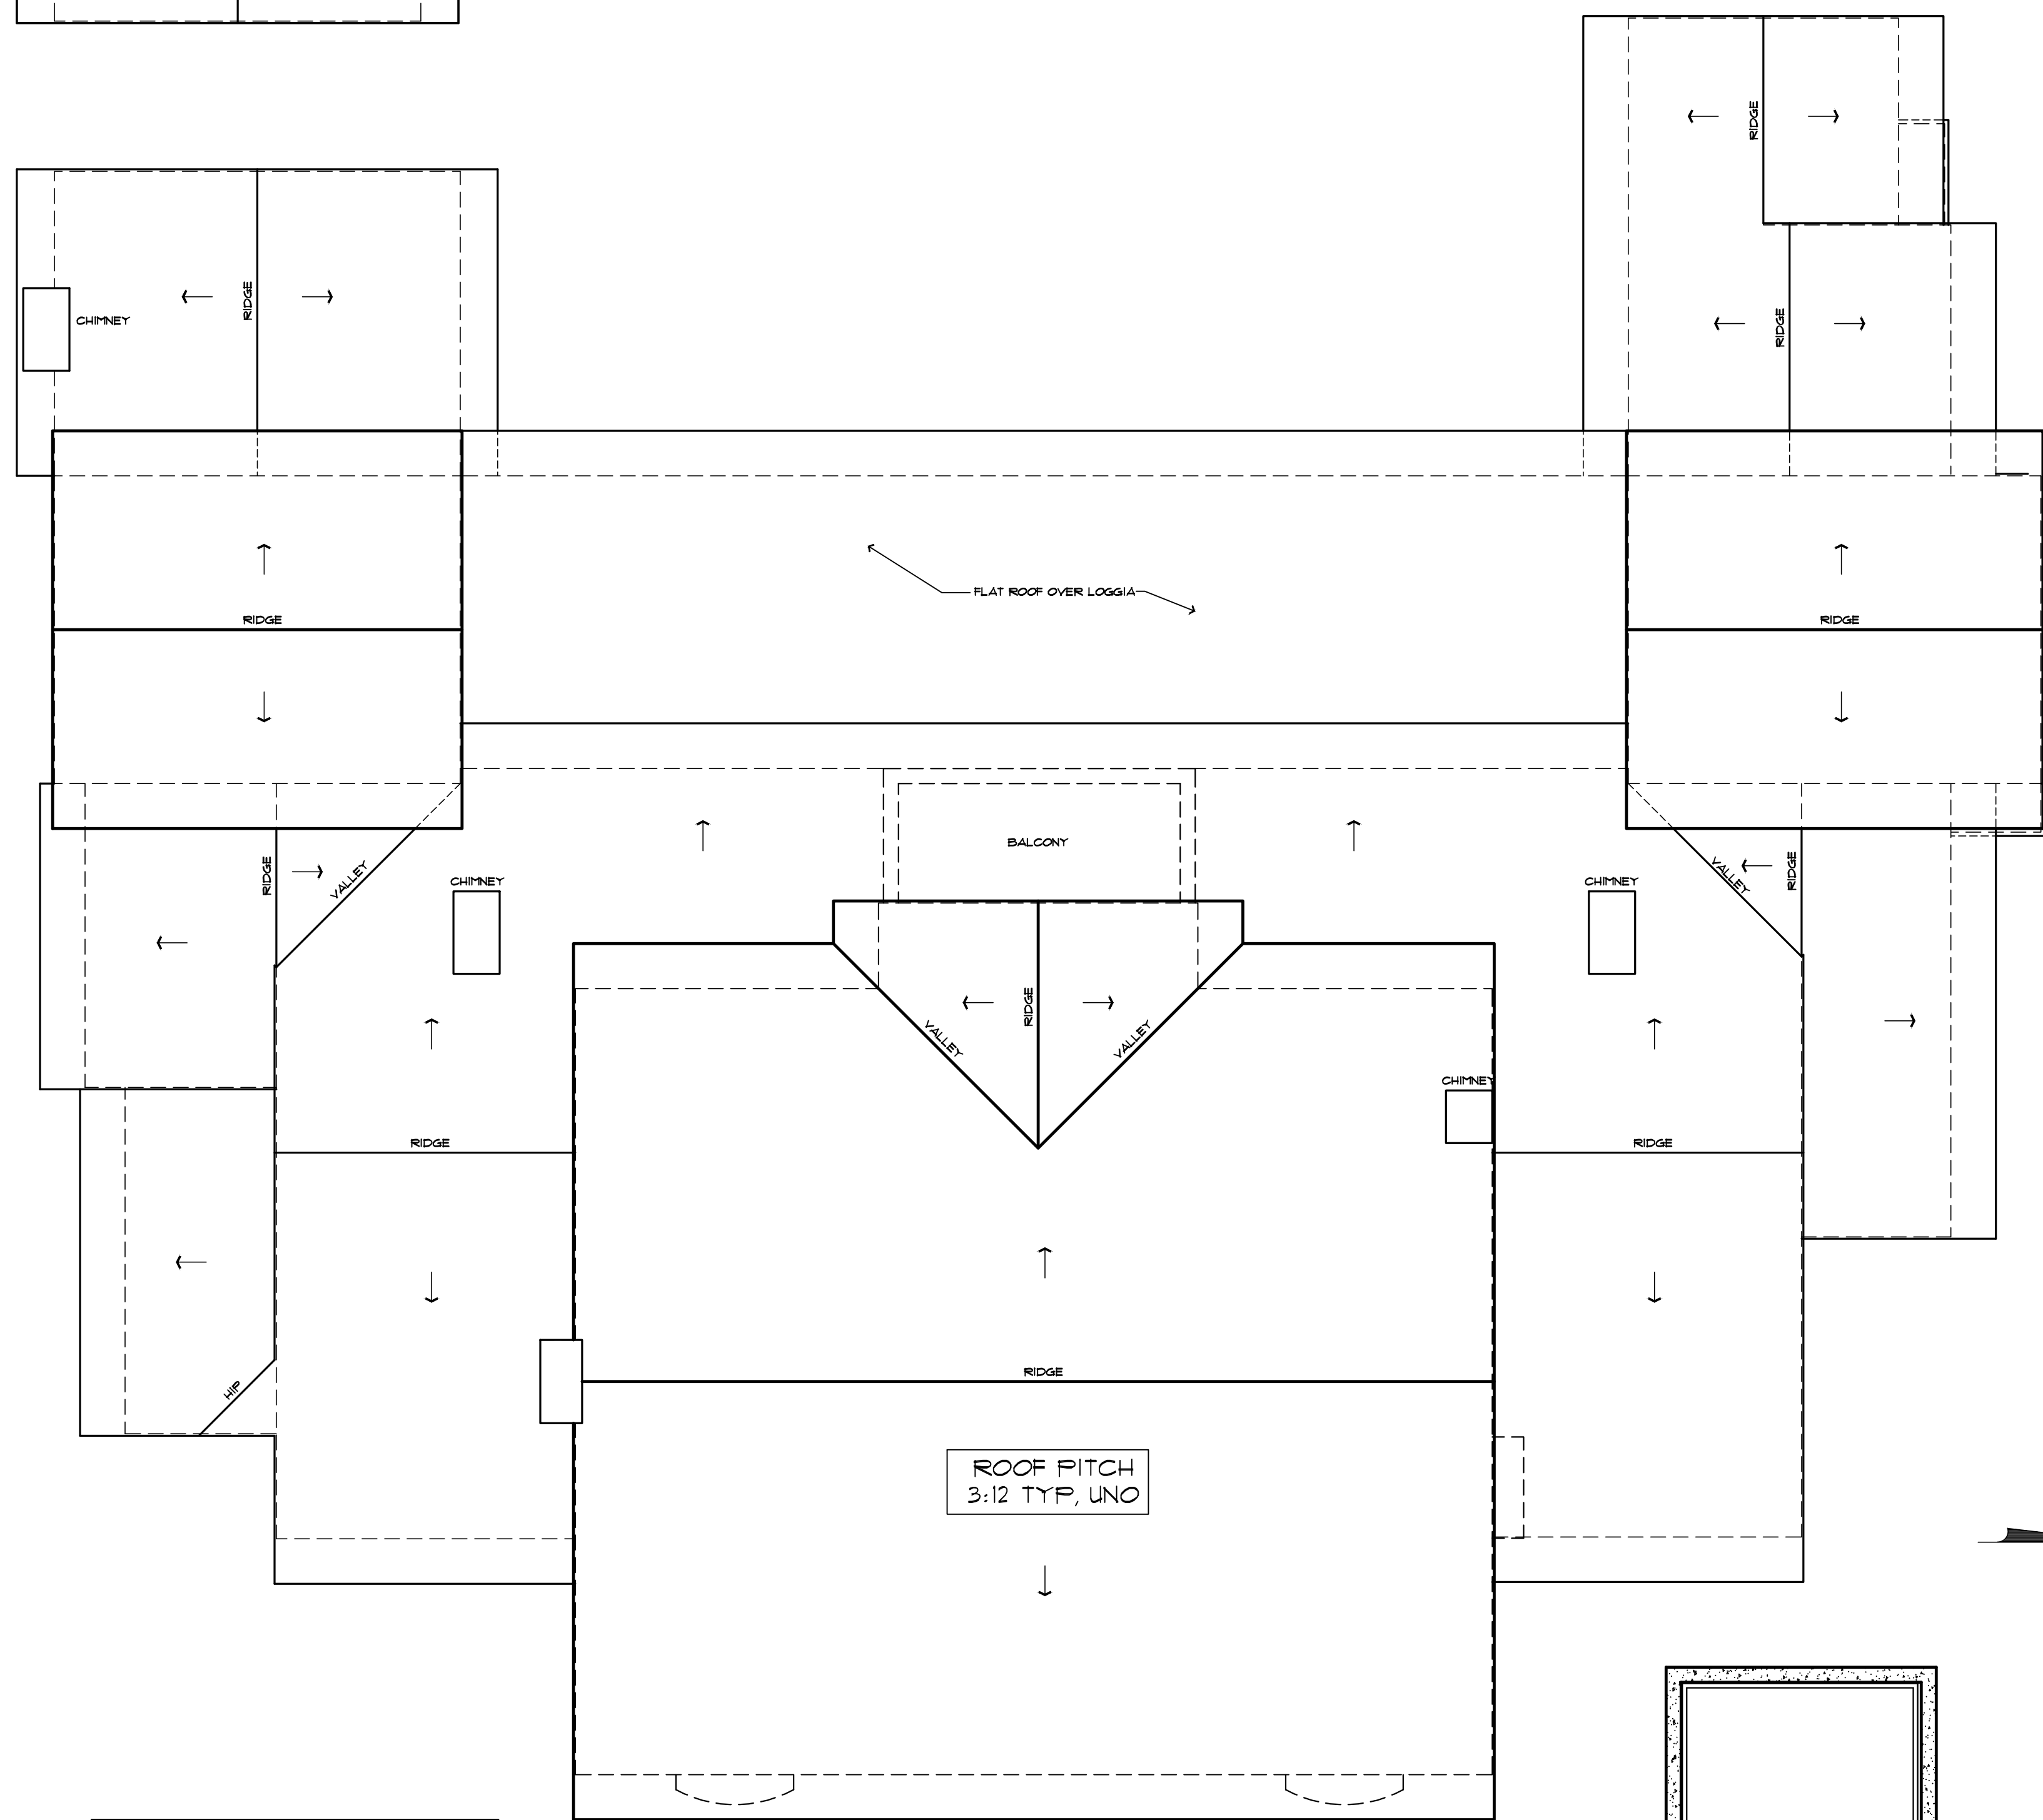 RIDGE
RIDGE
CHIMNEY
RIDGE
FLAT ROOF OVER LOGGIA
RIDGE
RIDGE
BALCONY
RIDGE
VALLEY
CHIMNEY
CHIMNEY
VALLEY
RIDGE
VALLEY
RIDGE
VALLEY
CHIMNEY
RIDGE
RIDGE
RIDGE
HIP
ROOF PITCH
3:12 TYP, UNO